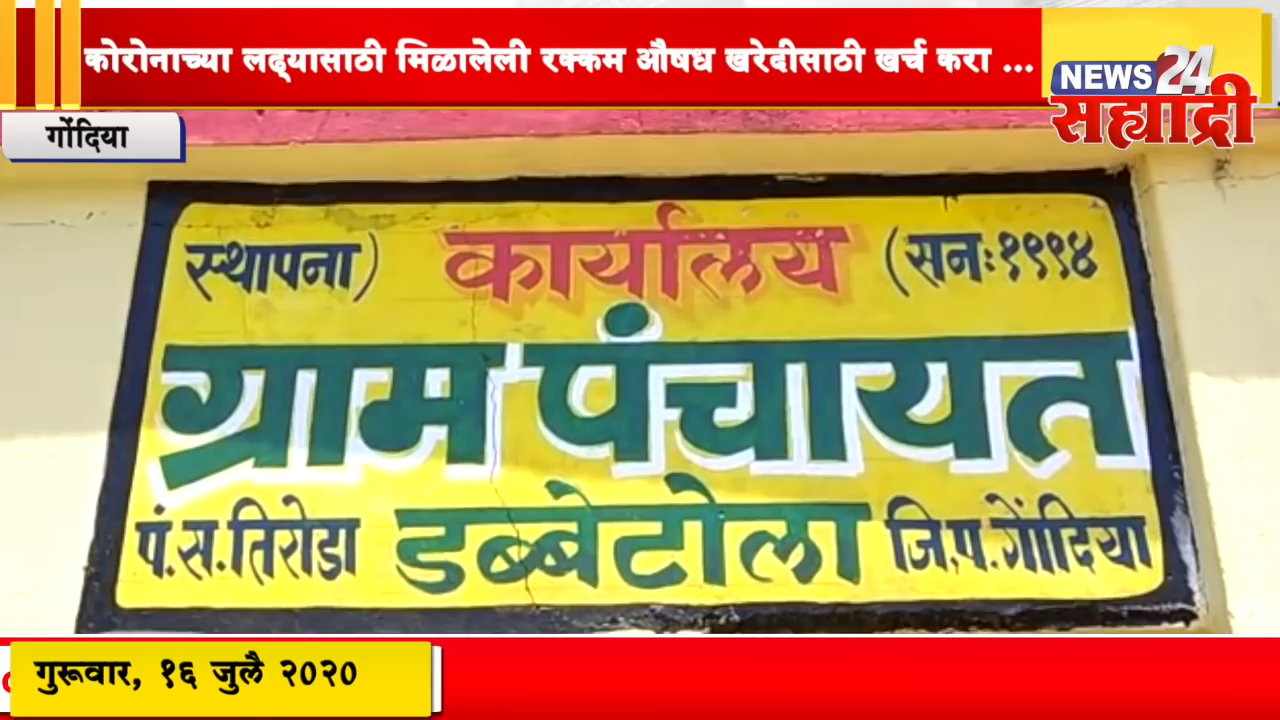 कोरोनाच्या लढ्यासाठी मिळालेली रक्कम औषध खरेदीसाठी खर्च करा ...
NEWS 24
सह्याद्री
गोंदिया
स्थापना) कार्यालय (सन:१९९४
ग्राम पंचायत
पं.स.तिरोडा डब्बेटोला जि.प.गोंदिया
गुरूवार, १६ जुलै २०२०